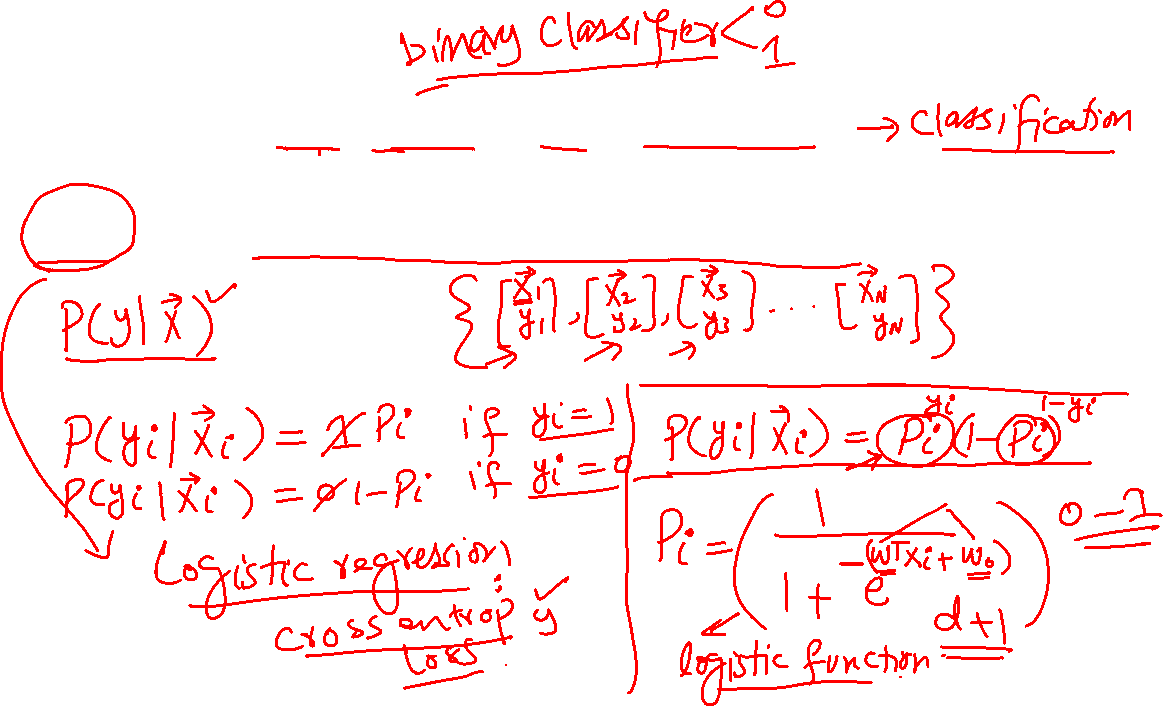 binary classifier < 0 1
→ classification
{ [x⃗₁ y₁], [x⃗₂ y₂], [x⃗₃ y₃] ... [x⃗N yN] }
P(y| x⃗) ✓
P(yi | x⃗i) = Pi if yi = 1
P(yi | x⃗i) = 1-Pi if yi = 0
Logistic regression:
cross entropy ✓
loss
P(yi | x⃗i) = Pi^yi (1-Pi)^1-yi
Pi = ( 1 / 1 + e^-(wᵀxi + w₀) ) 0-1
d+1
logistic function